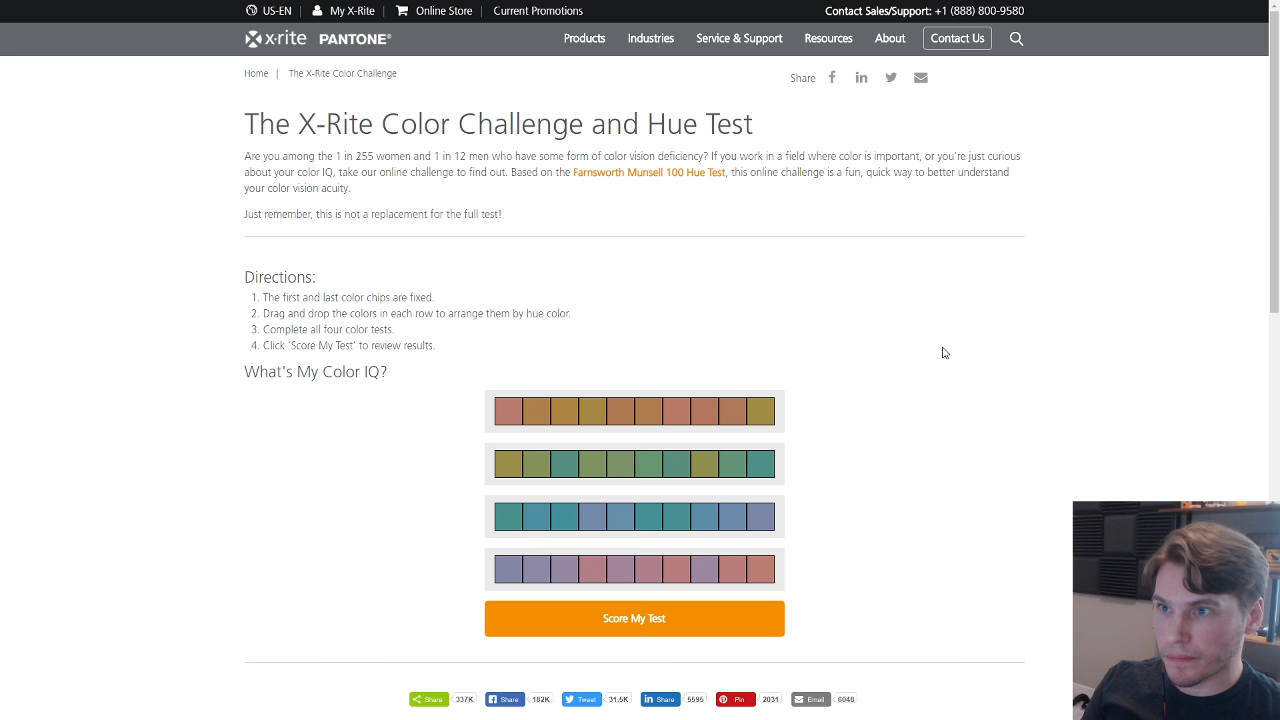 US-EN | My X-Rite | Online Store | Current Promotions
Contact Sales/Support: +1 (888) 800-9580
x·rite PANTONE®
Products Industries Service & Support Resources About Contact Us
Home | The X-Rite Color Challenge
Share
The X-Rite Color Challenge and Hue Test
Are you among the 1 in 255 women and 1 in 12 men who have some form of color vision deficiency? If you work in a field where color is important, or you're just curious
about your color IQ, take our online challenge to find out. Based on the Farnsworth Munsell 100 Hue Test, this online challenge is a fun, quick way to better understand
your color vision acuity.
Just remember, this is not a replacement for the full test!
Directions:
1. The first and last color chips are fixed.
2. Drag and drop the colors in each row to arrange them by hue color.
3. Complete all four color tests.
4. Click 'Score My Test' to review results.
What's My Color IQ?
Score My Test
Share 337K Share 182K Tweet 31.5K Share 5595 Pin 2031 Email 6048